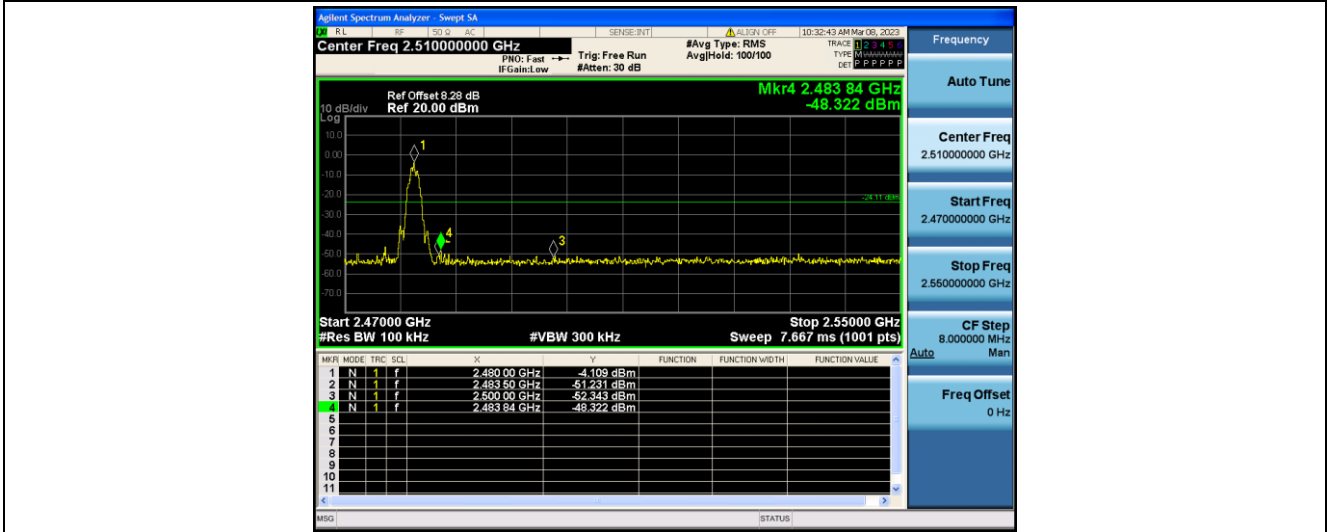 Agilent Spectrum Analyzer - Swept SA
RL RF 50 Ω AC SENSE:INT ALIGN OFF 10:32:43 AM Mar 08, 2023
Center Freq 2.510000000 GHz #Avg Type: RMS TRACE 1 2 3 4 5 6
PNO: Fast Trig: Free Run Avg|Hold: 100/100 TYPE M
IFGain:Low #Atten: 30 dB DET P P P P P P
Mkr4 2.483 84 GHz
-48.322 dBm
Ref Offset 8.28 dB
10 dB/div Ref 20.00 dBm
Log
10.0
0.00
-10.0
-20.0
-30.0
-40.0
-50.0
-60.0
-70.0
1
4
3
-24.11 dBm
Start 2.47000 GHz Stop 2.55000 GHz
#Res BW 100 kHz #VBW 300 kHz Sweep 7.667 ms (1001 pts)
MKR MODE TRC SCL X Y FUNCTION FUNCTION WIDTH FUNCTION VALUE
1 N 1 f 2.480 00 GHz -4.109 dBm
2 N 1 f 2.483 50 GHz -51.231 dBm
3 N 1 f 2.500 00 GHz -52.343 dBm
4 N 1 f 2.483 84 GHz -48.322 dBm
5
6
7
8
9
10
11
MSG STATUS
Frequency
Auto Tune
Center Freq
2.510000000 GHz
Start Freq
2.470000000 GHz
Stop Freq
2.550000000 GHz
CF Step
8.000000 MHz
Auto Man
Freq Offset
0 Hz